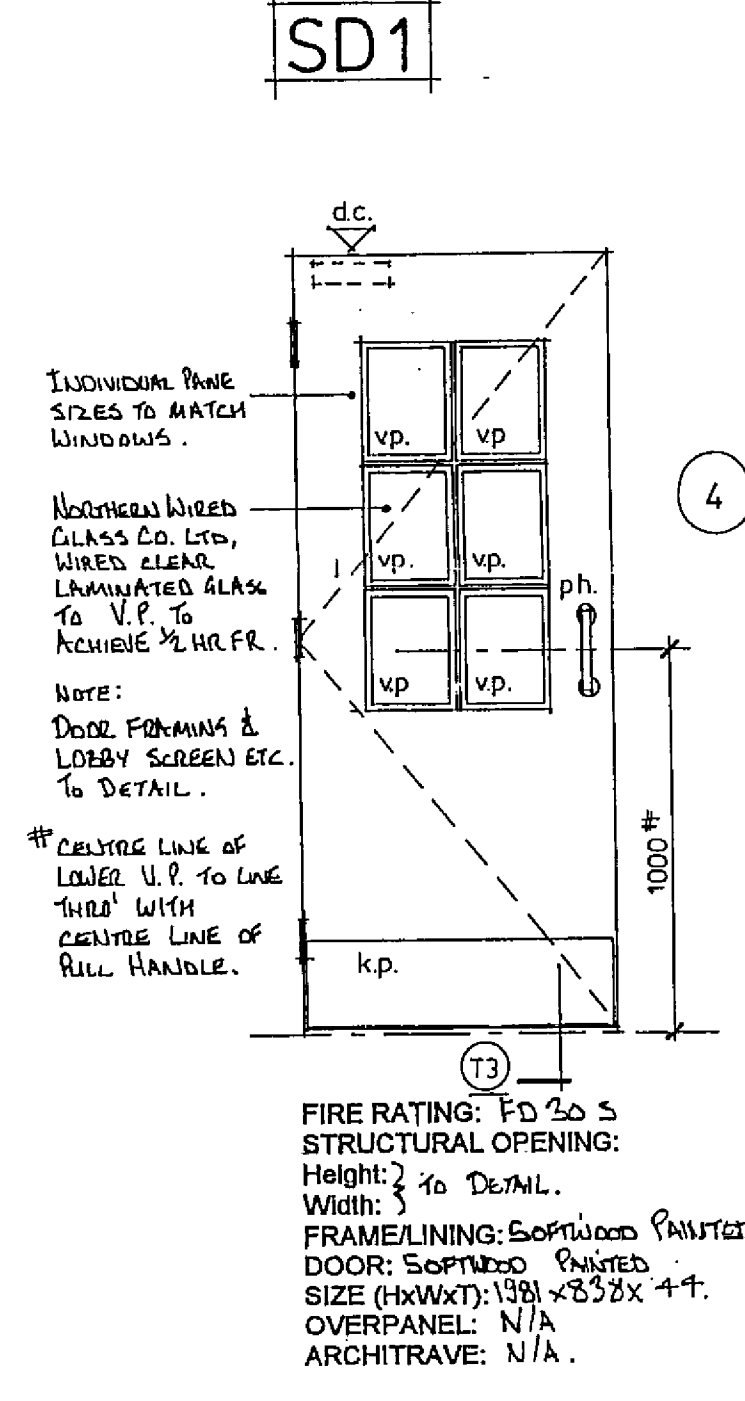 SD1
d.c.
INDIVIDUAL PANE
SIZES TO MATCH
WINDOWS.
v.p.
v.p
NORTHERN WIRED
GLASS CO. LTD,
WIRED CLEAR
LAMINATED GLASS
TO V.P. TO
ACHIEVE ½ HR FR.
v.p.
v.p.
4
ph.
v.p
v.p.
NOTE:
DOOR FRAMING &
LOBBY SCREEN ETC.
TO DETAIL.
# CENTRE LINE OF
LOWER V.P. TO LINE
THRO' WITH
CENTRE LINE OF
PULL HANDLE.
1000 #
k.p.
T3
FIRE RATING: FD 30 S
STRUCTURAL OPENING:
Height: } TO DETAIL.
Width: }
FRAME/LINING: SOFTWOOD PAINTED
DOOR: SOFTWOOD PAINTED.
SIZE (HxWxT): 1981 x 838 x 44.
OVERPANEL: N/A
ARCHITRAVE: N/A.